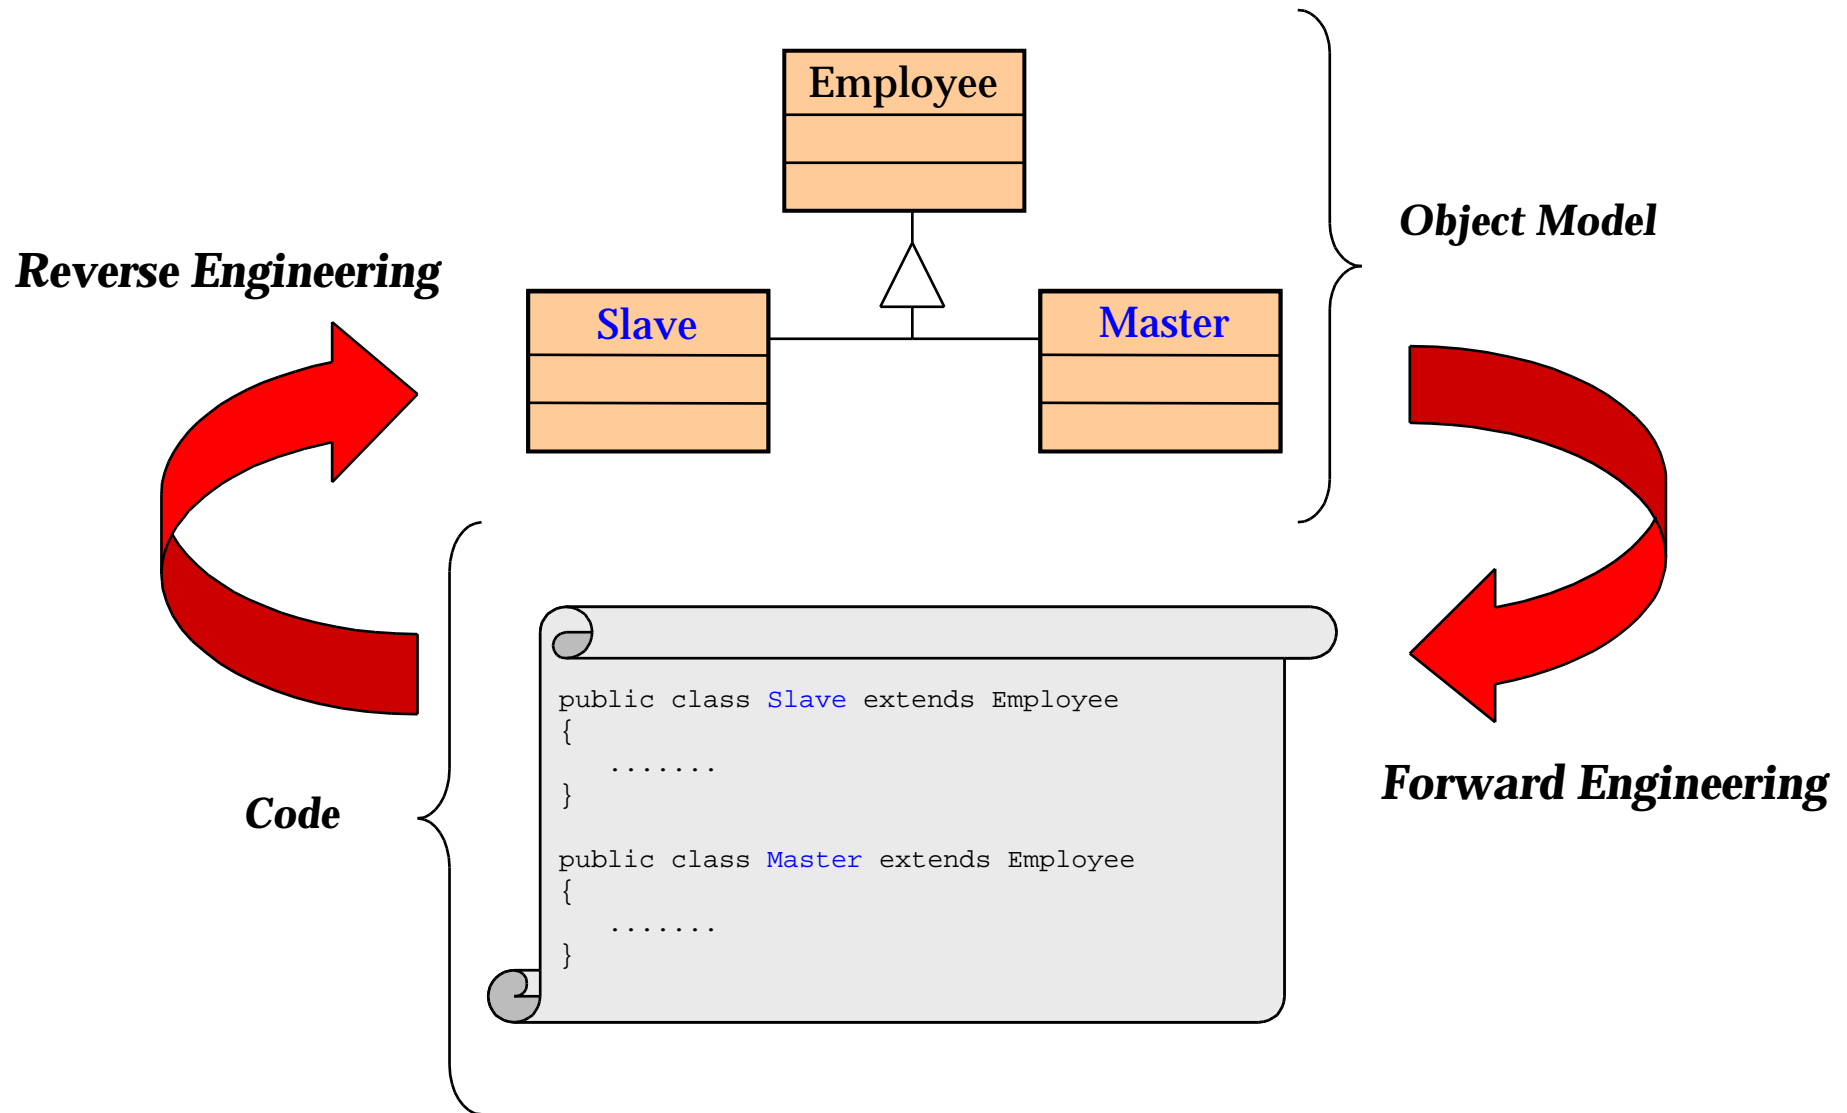 Employee
Object Model
Reverse Engineering
Slave
Master
public class Slave extends Employee
{
.......
}
public class Master extends Employee
{
.......
}
Code
Forward Engineering